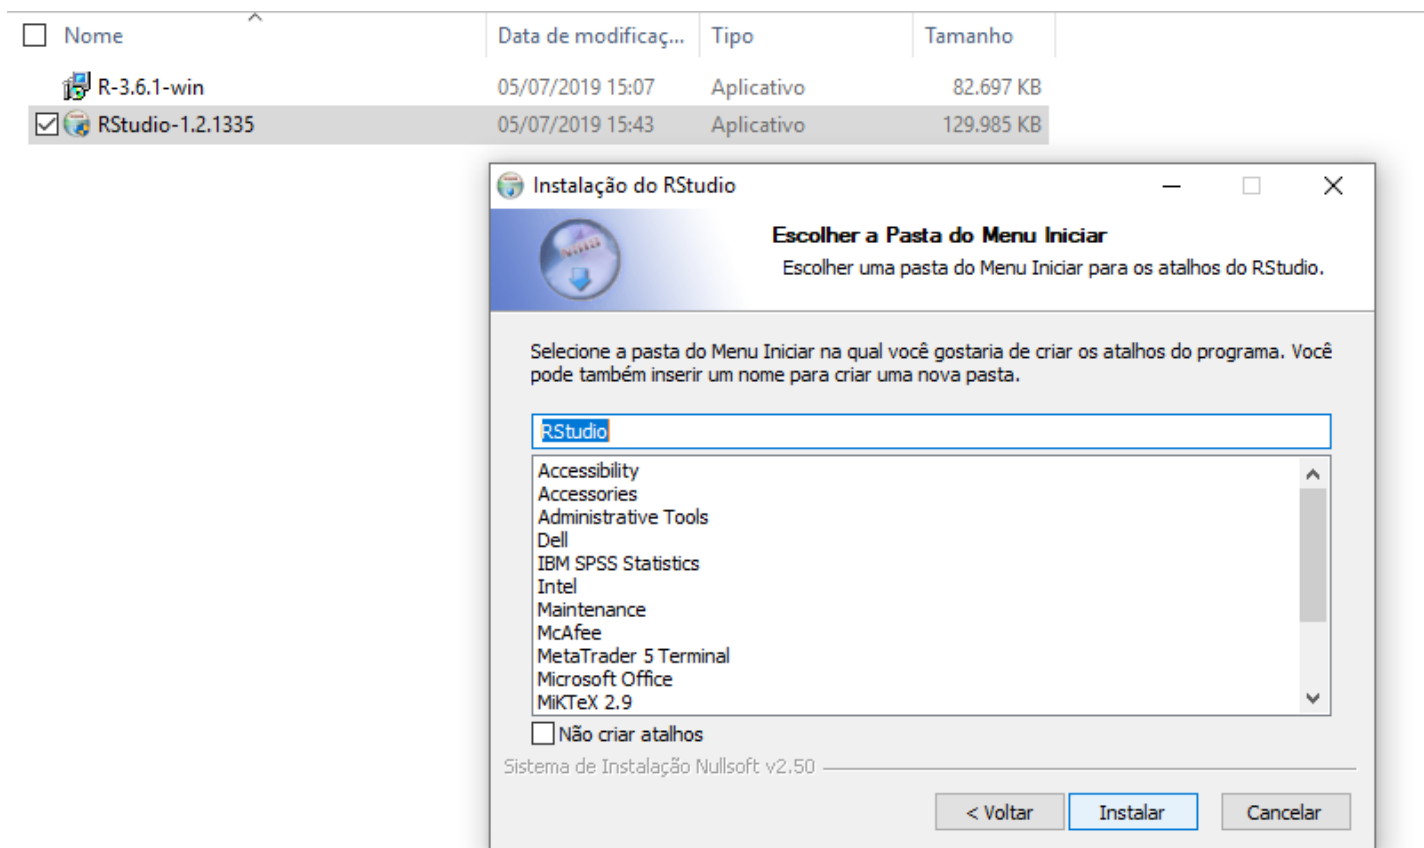 Nome Data de modificaç... Tipo Tamanho
R-3.6.1-win 05/07/2019 15:07 Aplicativo 82.697 KB
RStudio-1.2.1335 05/07/2019 15:43 Aplicativo 129.985 KB
Instalação do RStudio
Escolher a Pasta do Menu Iniciar
Escolher uma pasta do Menu Iniciar para os atalhos do RStudio.
Selecione a pasta do Menu Iniciar na qual você gostaria de criar os atalhos do programa. Você
pode também inserir um nome para criar uma nova pasta.
RStudio
Accessibility
Accessories
Administrative Tools
Dell
IBM SPSS Statistics
Intel
Maintenance
McAfee
MetaTrader 5 Terminal
Microsoft Office
MiKTeX 2.9
Não criar atalhos
Sistema de Instalação Nullsoft v2.50
< Voltar Instalar Cancelar